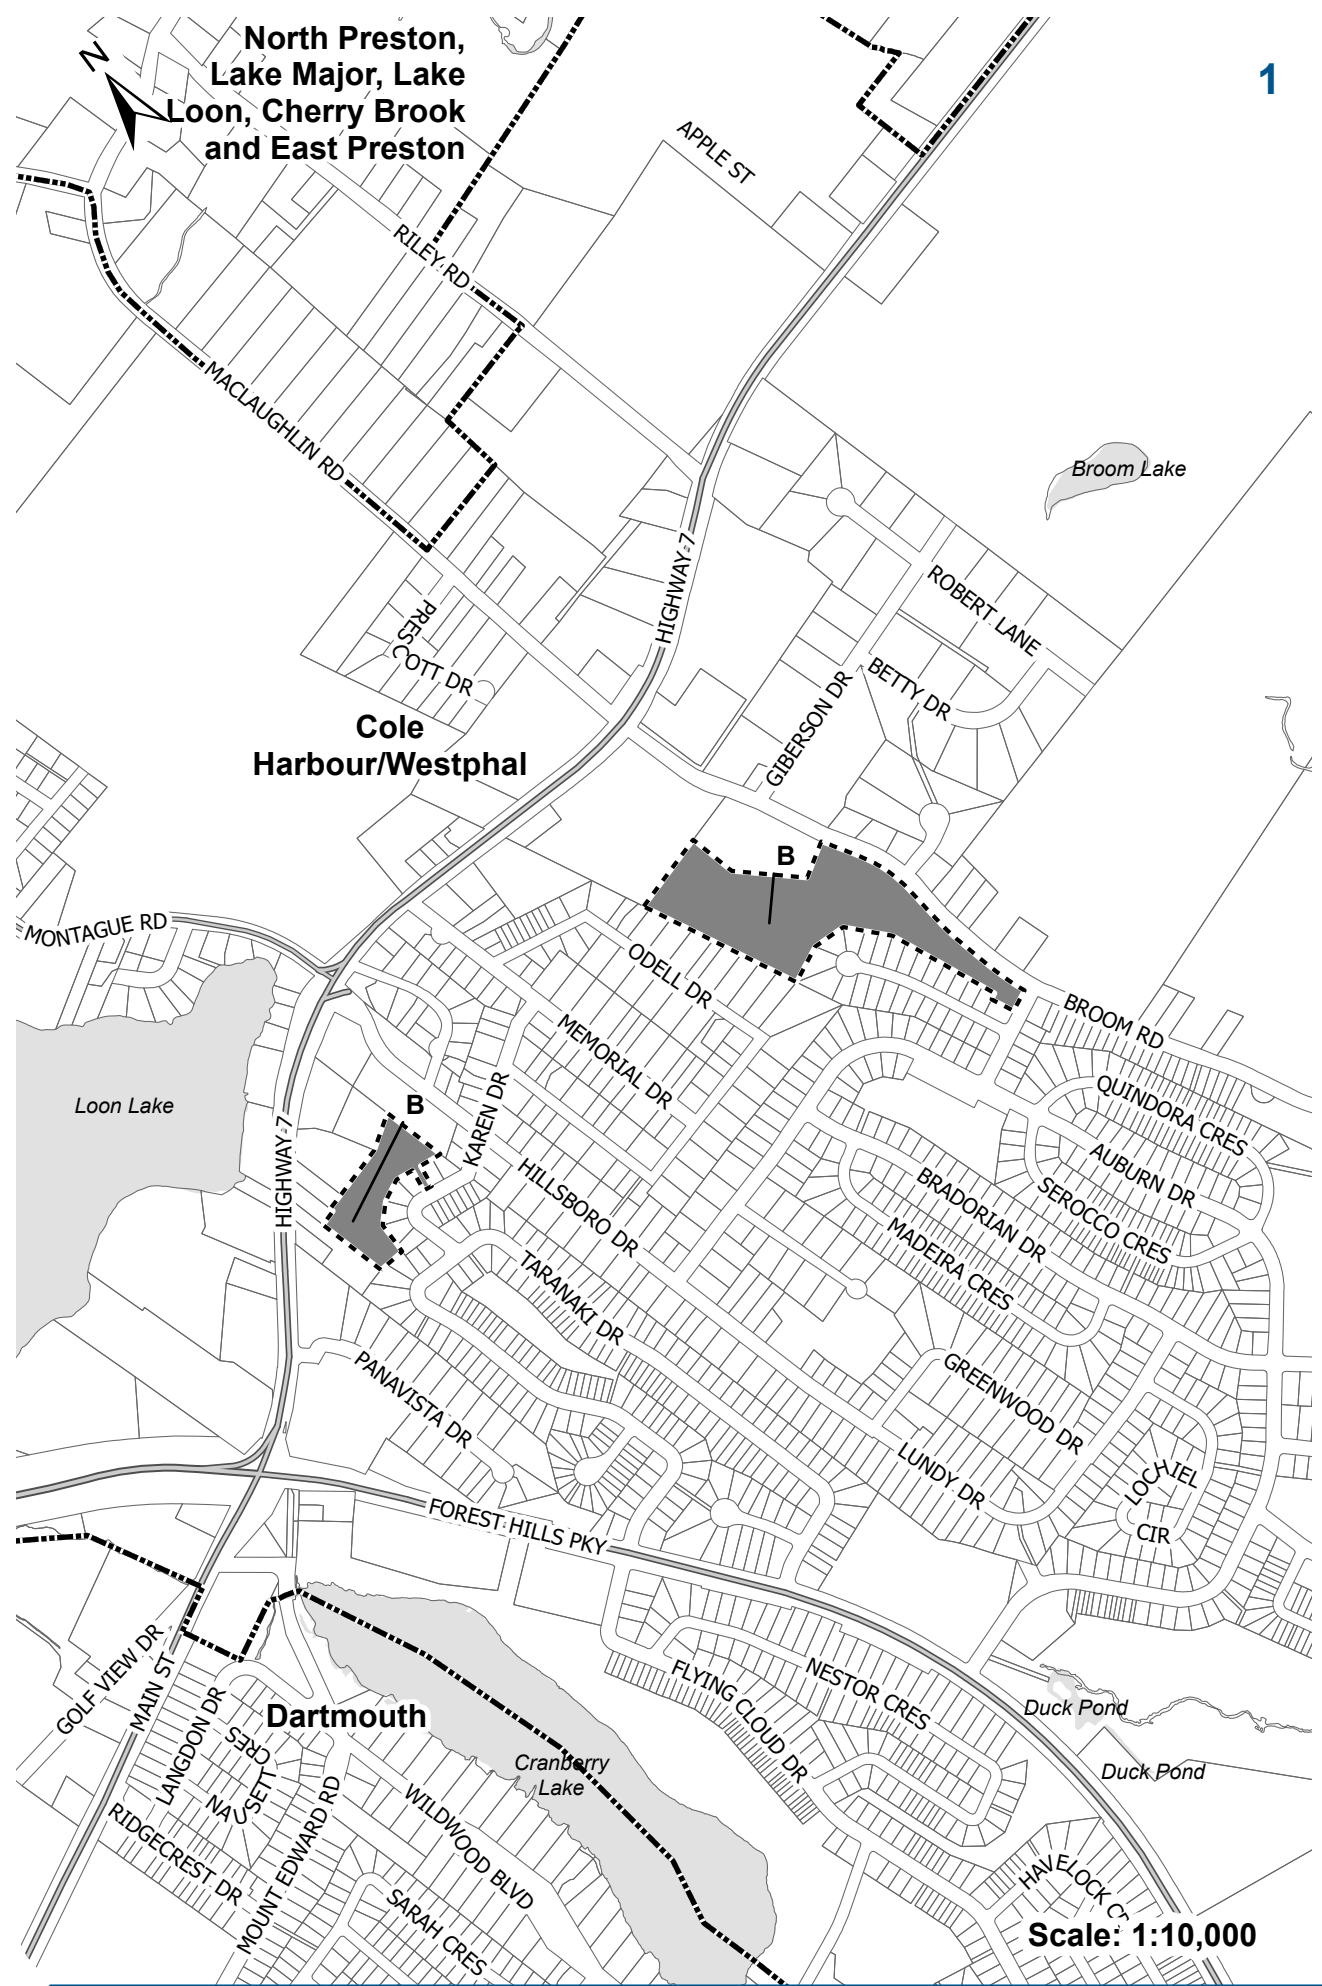 North Preston,
Lake Major, Lake
Loon, Cherry Brook
and East Preston
N
1
APPLE ST
RILEY RD
MACLAUGHLIN RD
Broom Lake
HIGHWAY 7
ROBERT LANE
PRESCOTT DR
BETTY DR
GIBERSON DR
Cole
Harbour/Westphal
B
MONTAGUE RD
ODELL DR
BROOM RD
MEMORIAL DR
Loon Lake
B
KAREN DR
QUINDORA CRES
HIGHWAY 7
AUBURN DR
HILLSBORO DR
BRADORIAN DR
SEROCCO CRES
MADEIRA CRES
TARANAKI DR
PANAVISTA DR
GREENWOOD DR
LUNDY DR
LOCHIEL
CIR
FOREST HILLS PKY
GOLF VIEW DR
MAIN ST
LANGDON DR
FLYING CLOUD DR
NESTOR CRES
Duck Pond
Dartmouth
NAUSETT
CRES
Cranberry
Lake
Duck Pond
RIDGECREST DR
MOUNT EDWARD RD
WILDWOOD BLVD
SARAH CRES
HAVELOCK C
Scale: 1:10,000